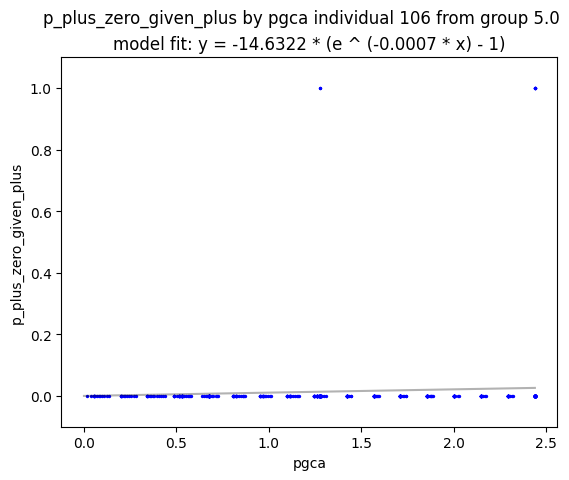 p_plus_zero_given_plus by pgca individual 106 from group 5.0
model fit: y = -14.6322 * (e ^ (-0.0007 * x) - 1)
1.0
0.8
0.6
0.4
0.2
0.0
p_plus_zero_given_plus
0.0 0.5 1.0 1.5 2.0 2.5
pgca